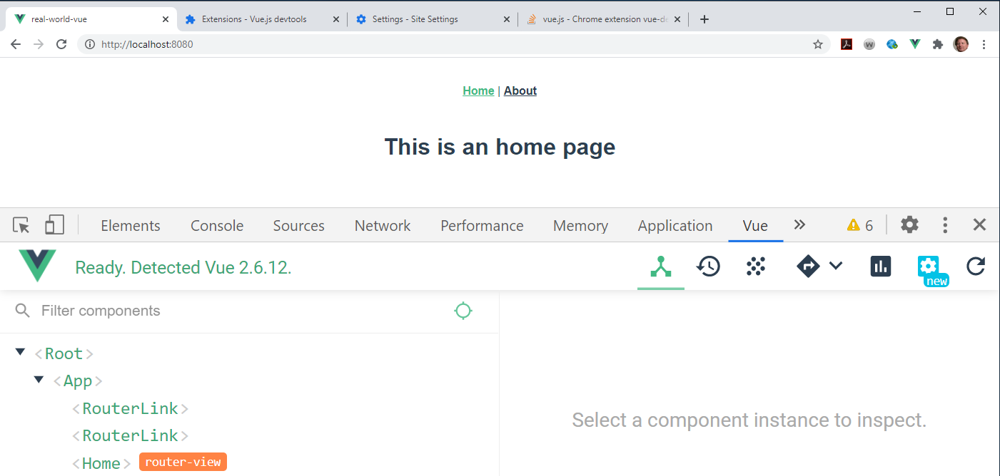 real-world-vue
Extensions - Vue.js devtools
Settings - Site Settings
vue.js - Chrome extension vue-de
http://localhost:8080
W
Home | About
This is an home page
Elements Console Sources Network Performance Memory Application Vue 6
Ready. Detected Vue 2.6.12.
new
Filter components
<Root>
<App>
<RouterLink>
<RouterLink>
<Home> router-view
Select a component instance to inspect.